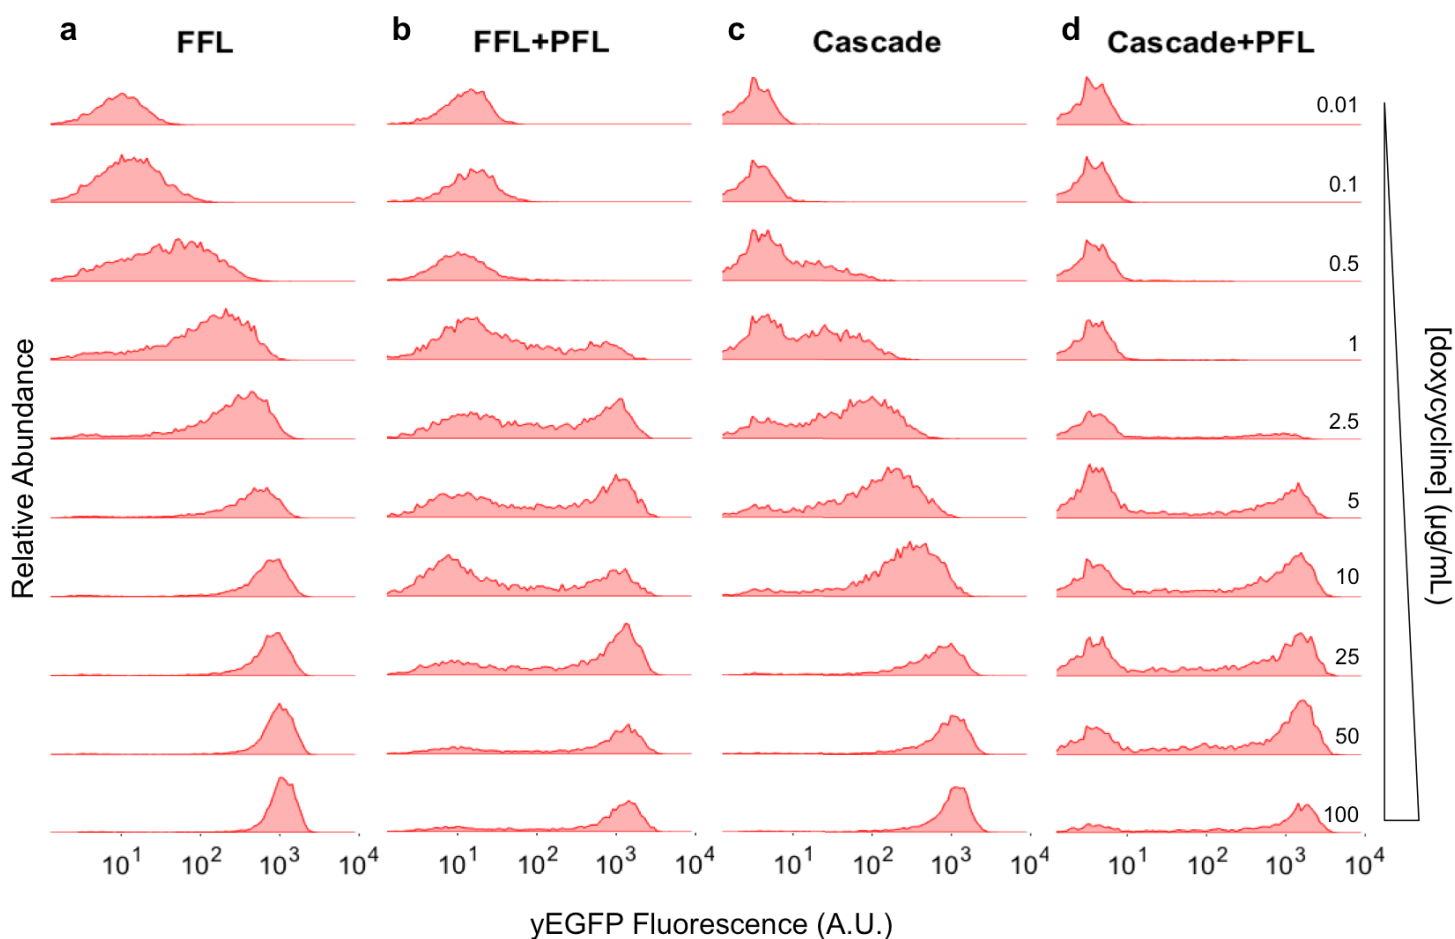 a FFL
b FFL+PFL
c Cascade
d Cascade+PFL
0.01
0.1
0.5
1
2.5
5
10
25
50
100
Relative Abundance
[doxycycline] (µg/mL)
10¹ 10² 10³ 10⁴ 10¹ 10² 10³ 10⁴ 10¹ 10² 10³ 10⁴ 10¹ 10² 10³ 10⁴
yEGFP Fluorescence (A.U.)